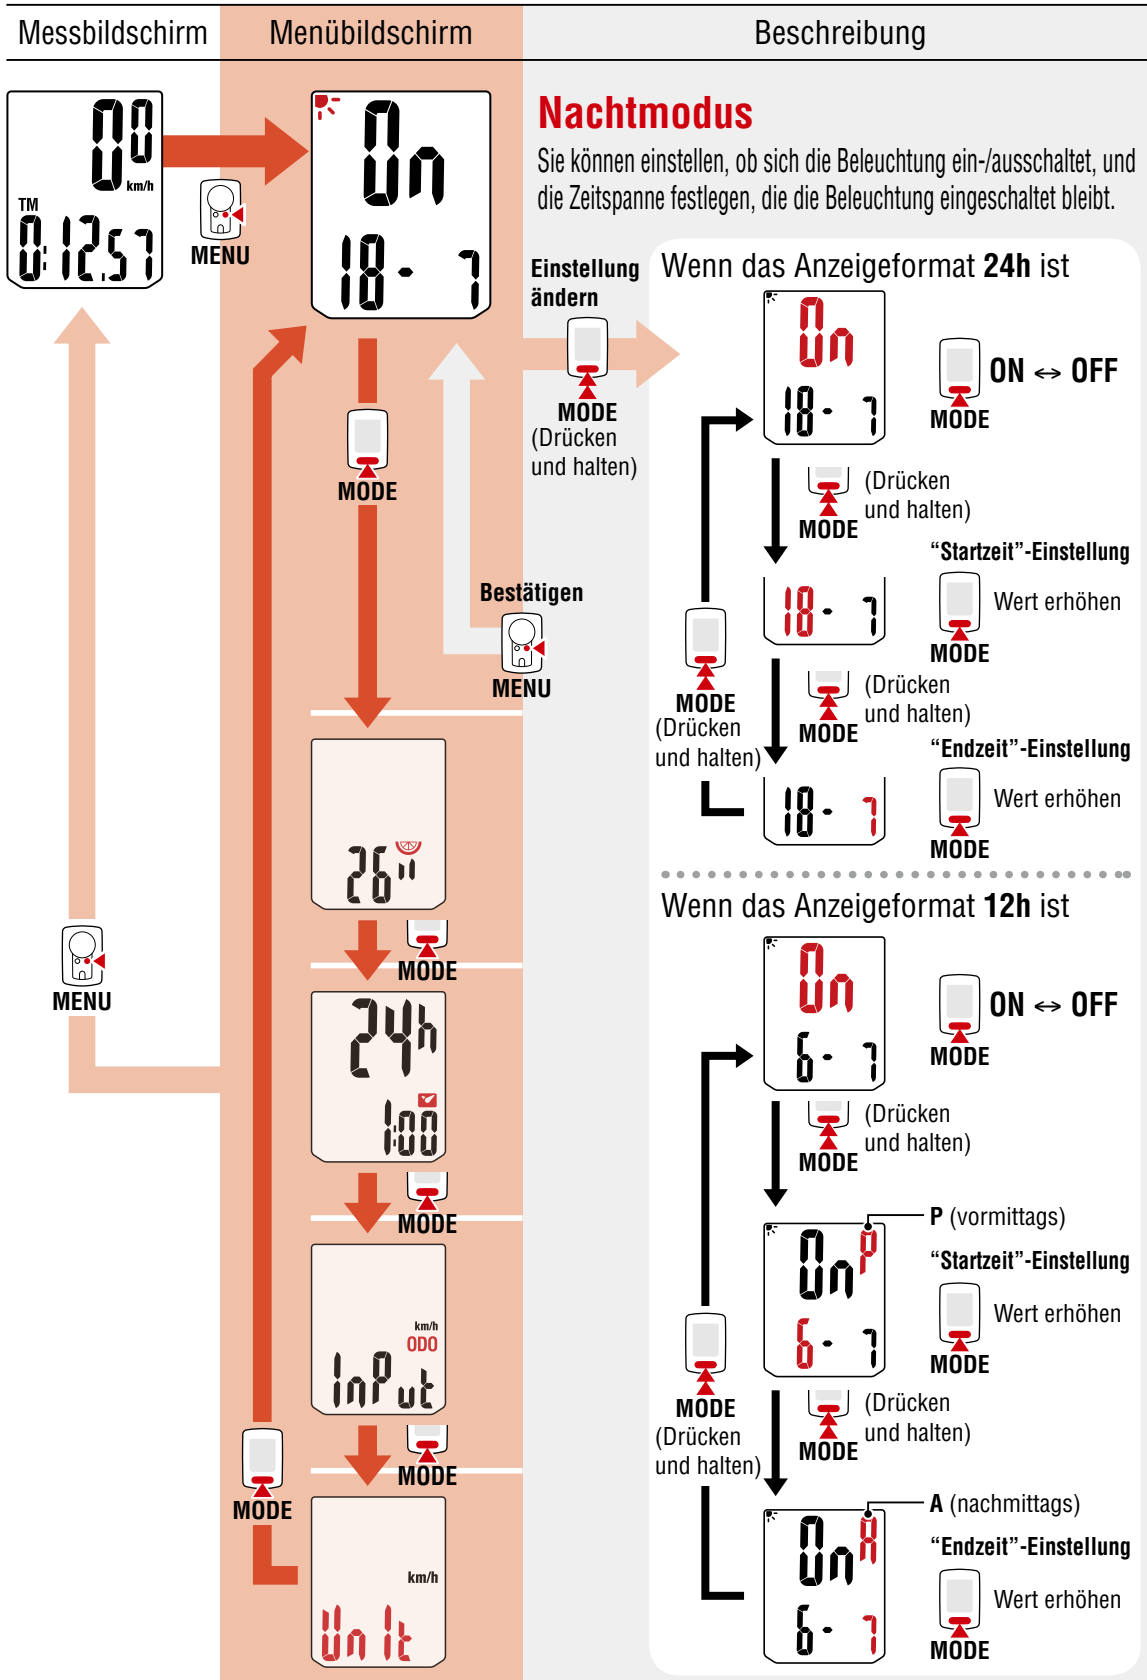 Messbildschirm
Menübildschirm
Beschreibung
0.0
km/h
TM
0:12.57
MENU
On
18- 7
MODE
Nachtmodus
Sie können einstellen, ob sich die Beleuchtung ein-/ausschaltet, und
die Zeitspanne festlegen, die die Beleuchtung eingeschaltet bleibt.
Einstellung
ändern
MODE
(Drücken
und halten)
Bestätigen
MENU
26"
MODE
24h
1:00
MODE
km/h
ODO
InPut
MODE
km/h
UnIt
MODE
MENU
Wenn das Anzeigeformat 24h ist
On
18- 7
ON ↔ OFF
MODE
(Drücken
und halten)
MODE
"Startzeit"-Einstellung
18- 7
Wert erhöhen
MODE
(Drücken
und halten)
MODE
"Endzeit"-Einstellung
18- 7
Wert erhöhen
MODE
MODE
(Drücken
und halten)
Wenn das Anzeigeformat 12h ist
On
6- 7
ON ↔ OFF
MODE
(Drücken
und halten)
MODE
P (vormittags)
On P
6- 7
"Startzeit"-Einstellung
Wert erhöhen
MODE
(Drücken
und halten)
MODE
A (nachmittags)
On A
6- 7
"Endzeit"-Einstellung
Wert erhöhen
MODE
MODE
(Drücken
und halten)